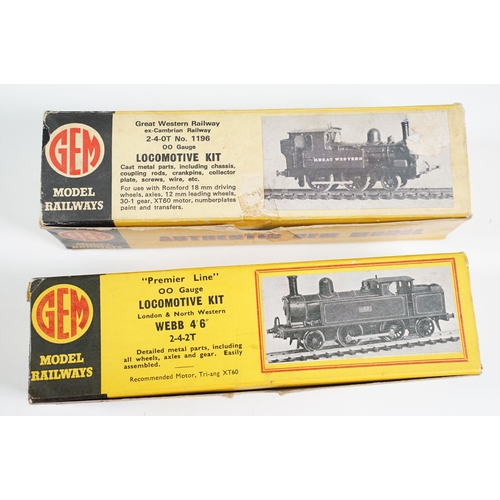 GEM
MODEL
RAILWAYS
Great Western Railway
ex-Cambrian Railway
2-4-0T No. 1196
OO Gauge
LOCOMOTIVE KIT
Cast metal parts, including chassis,
coupling rods, crankpins, collector
plate, screws, wire, etc.
For use with Romford 18 mm driving
wheels, axles, 12 mm leading wheels,
30-1 gear, XT60 motor, numberplates
paint and transfers.
GREAT WESTERN
GEM
MODEL
RAILWAYS
"Premier Line"
OO Gauge
LOCOMOTIVE KIT
London & North Western
WEBB 4'6"
2-4-2T
Detailed metal parts, including
all wheels, axles and gear. Easily
assembled.
Recommended Motor, Tri-ang XT60